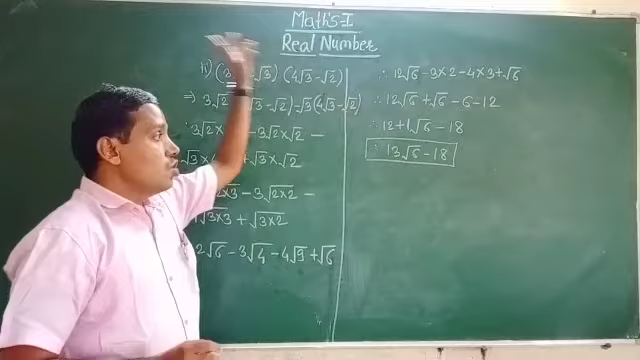 Maths-I
Real Number
ii) (3 - √3) (4√3 - √2)
⇒ 3√2 √3 - √2) - √3 (4√3 - √2)
3√2 × - 3√2 × √2 -
√3 × + √3 × √2
2×3 - 3√2×2 -
√3×3 + √3×2
2√6 - 3√4 - 4√9 + √6
∴ 12√6 - 3×2 - 4×3 + √6
∴ 12√6 + √6 - 6 - 12
∴ 12+1√6 - 18
∴ 13√6 - 18